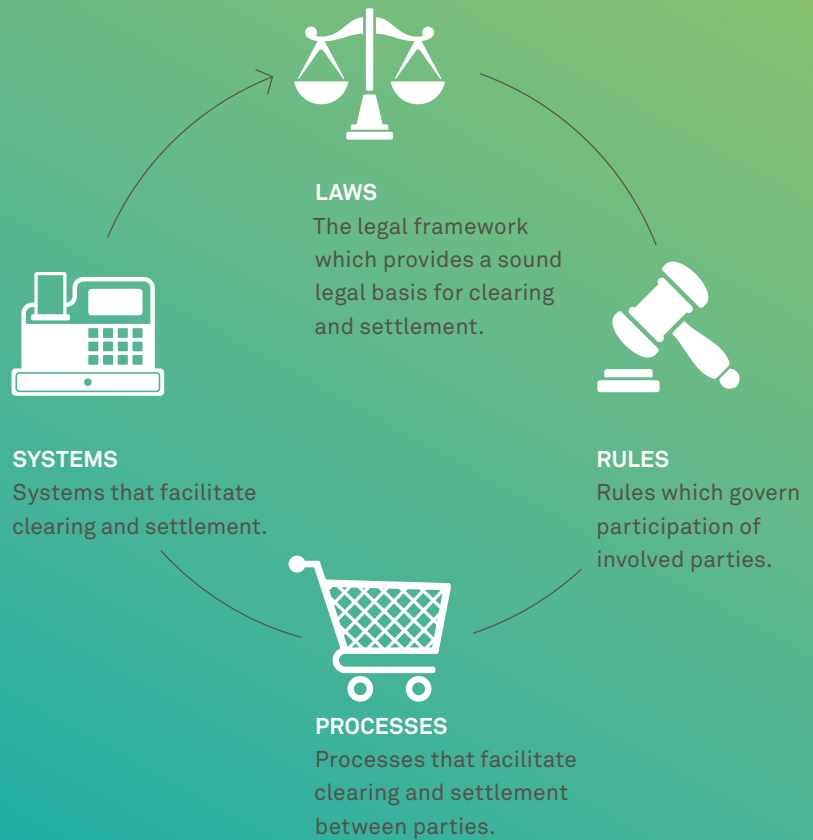 LAWS
The legal framework
which provides a sound
legal basis for clearing
and settlement.
SYSTEMS
Systems that facilitate
clearing and settlement.
RULES
Rules which govern
participation of
involved parties.
PROCESSES
Processes that facilitate
clearing and settlement
between parties.